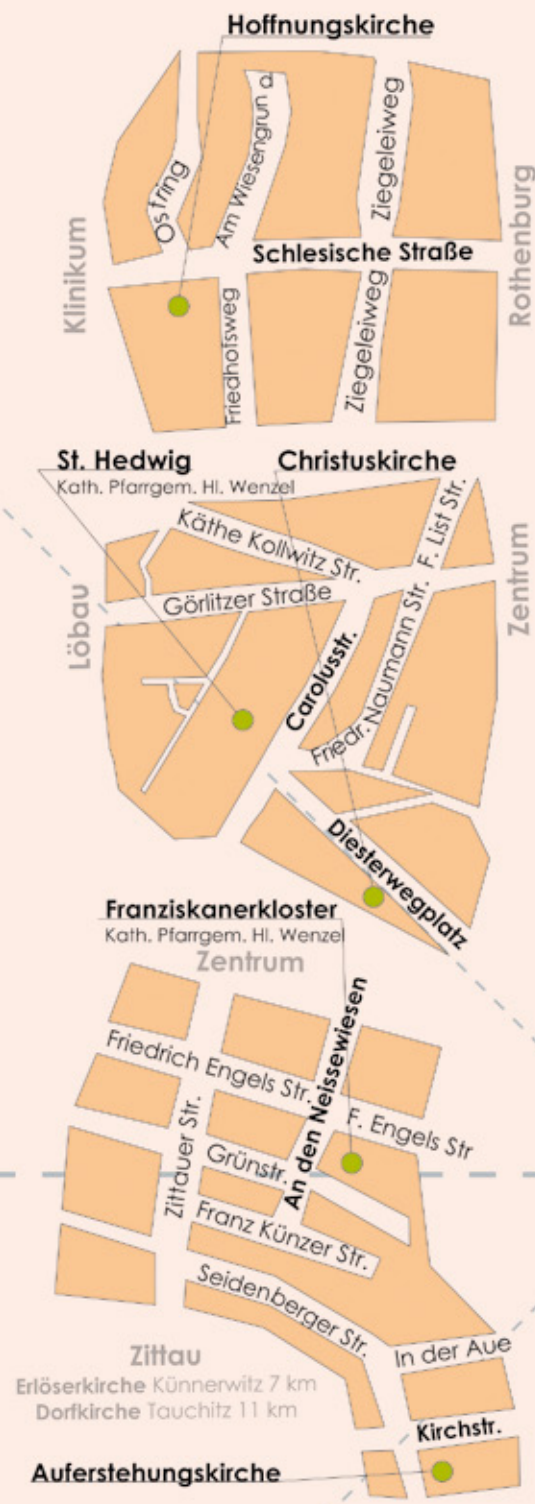 Hoffnungskirche
Ostring
Am Wiesengrun d
Ziegeleiweg
Klinikum
Schlesische Straße
Rothenburg
Friedhofsweg
Ziegeleiweg
St. Hedwig
Kath. Pfarrgem. Hl. Wenzel
Christuskirche
Käthe Kollwitz Str.
F. List Str.
Görlitzer Straße
Löbau
Zentrum
Carolusstr.
Friedr. Naumann Str.
Diesterwegplatz
Franziskanerkloster
Kath. Pfarrgem. Hl. Wenzel
Zentrum
Friedrich Engels Str.
An den Neissewiesen
F. Engels Str
Zittauer Str.
Grünstr.
Franz Künzer Str.
Seidenberger Str.
In der Aue
Zittau
Erlöserkirche Künnerwitz 7 km
Dorfkirche Tauchitz 11 km
Kirchstr.
Auferstehungskirche